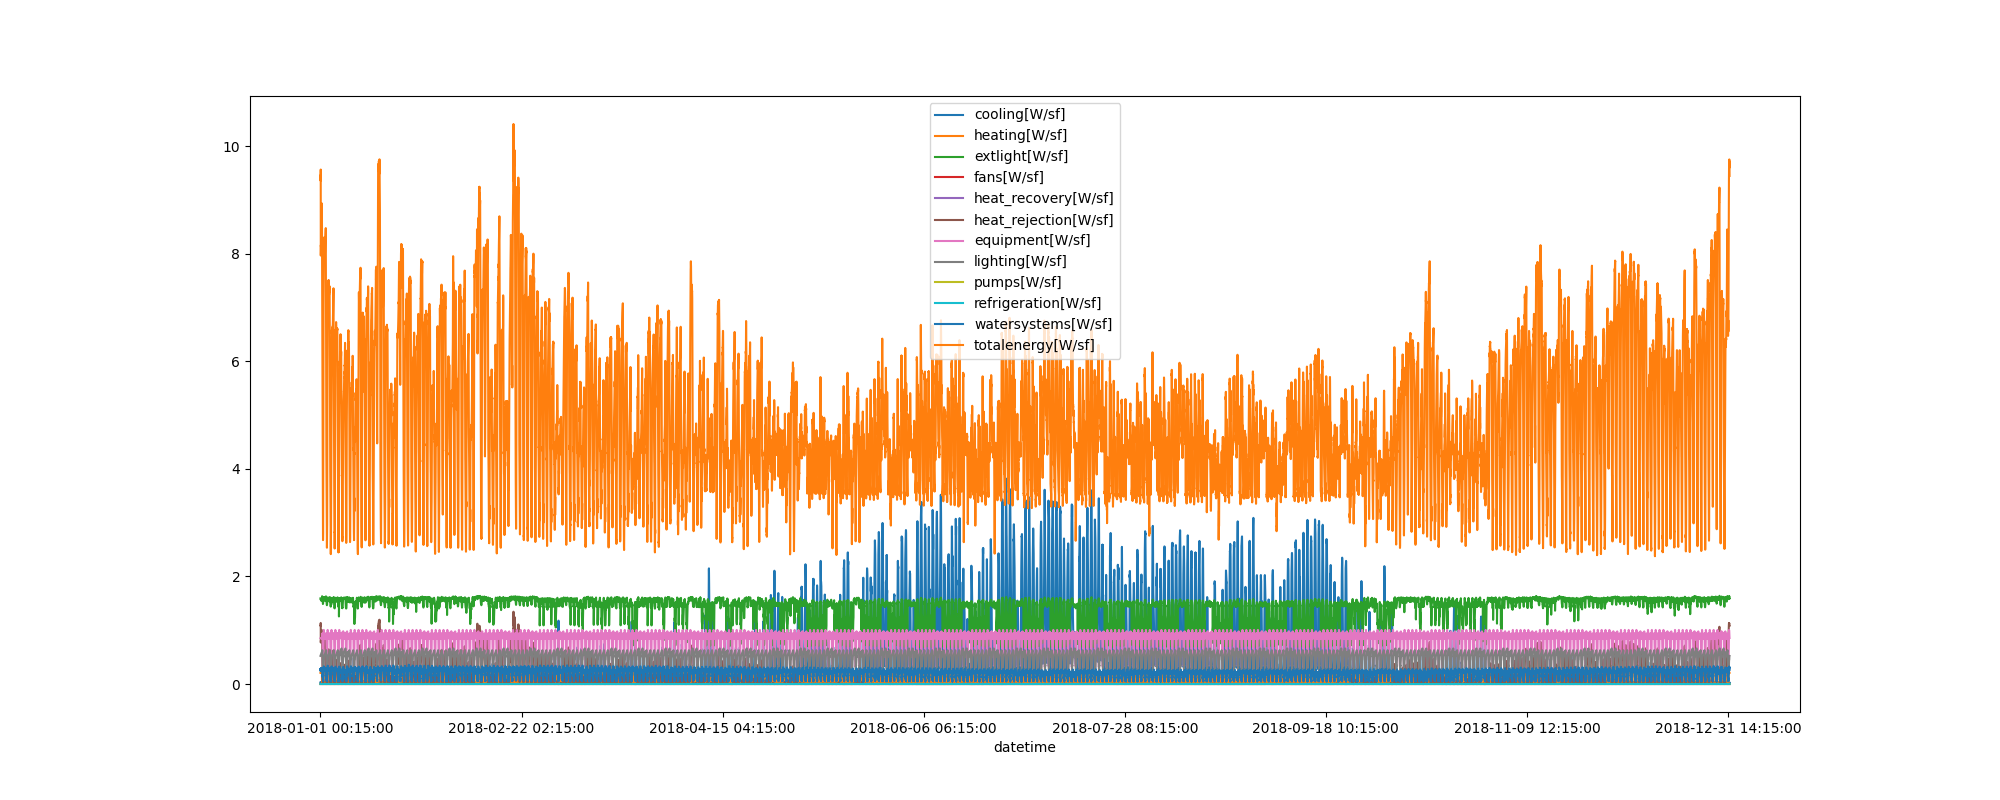 cooling[W/sf]
heating[W/sf]
extlight[W/sf]
fans[W/sf]
heat_recovery[W/sf]
heat_rejection[W/sf]
equipment[W/sf]
lighting[W/sf]
pumps[W/sf]
refrigeration[W/sf]
watersystems[W/sf]
totalenergy[W/sf]
10
8
6
4
2
0
2018-01-01 00:15:00 2018-02-22 02:15:00 2018-04-15 04:15:00 2018-06-06 06:15:00 2018-07-28 08:15:00 2018-09-18 10:15:00 2018-11-09 12:15:00 2018-12-31 14:15:00
datetime